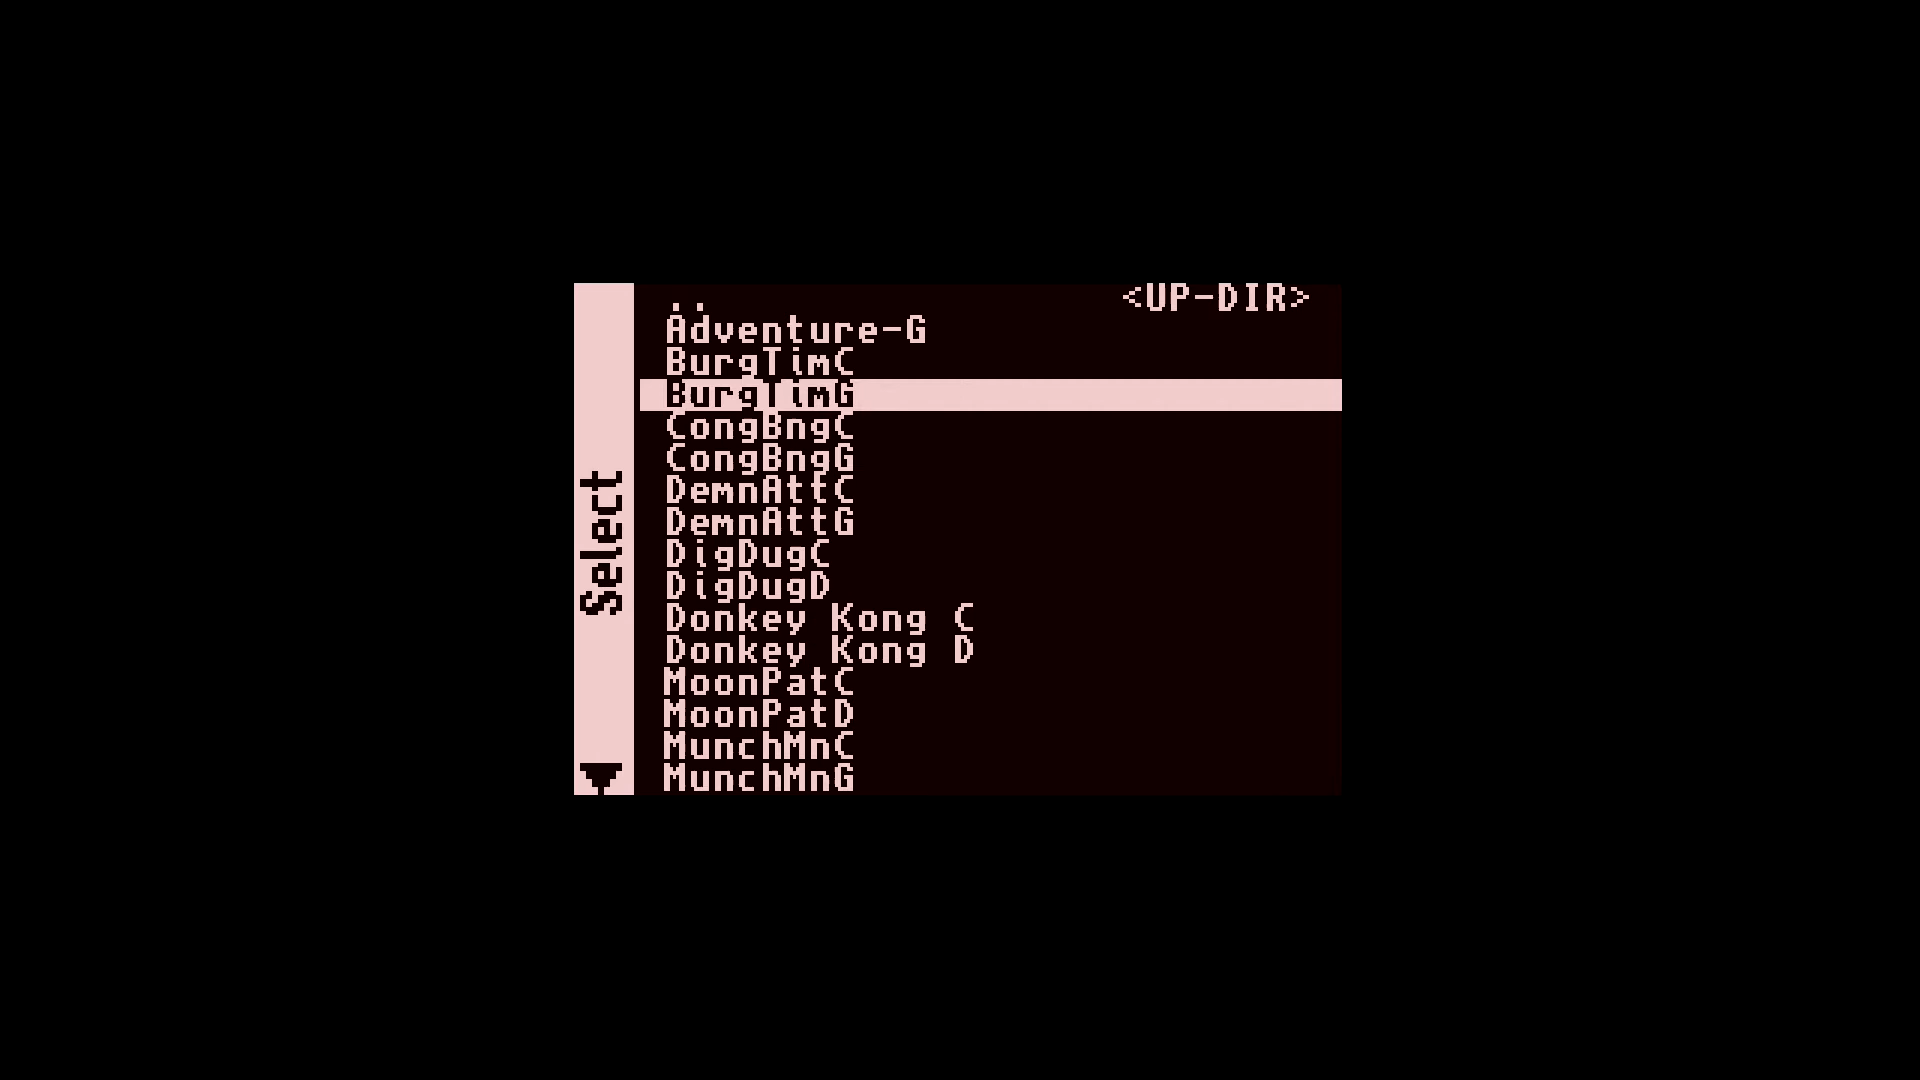 Select
.. <UP-DIR>
Adventure-G
BurgTimC
BurgTimG
CongBngC
CongBngG
DemnAttC
DemnAttG
DigDugC
DigDugD
Donkey Kong C
Donkey Kong D
MoonPatC
MoonPatD
MunchMnC
MunchMnG